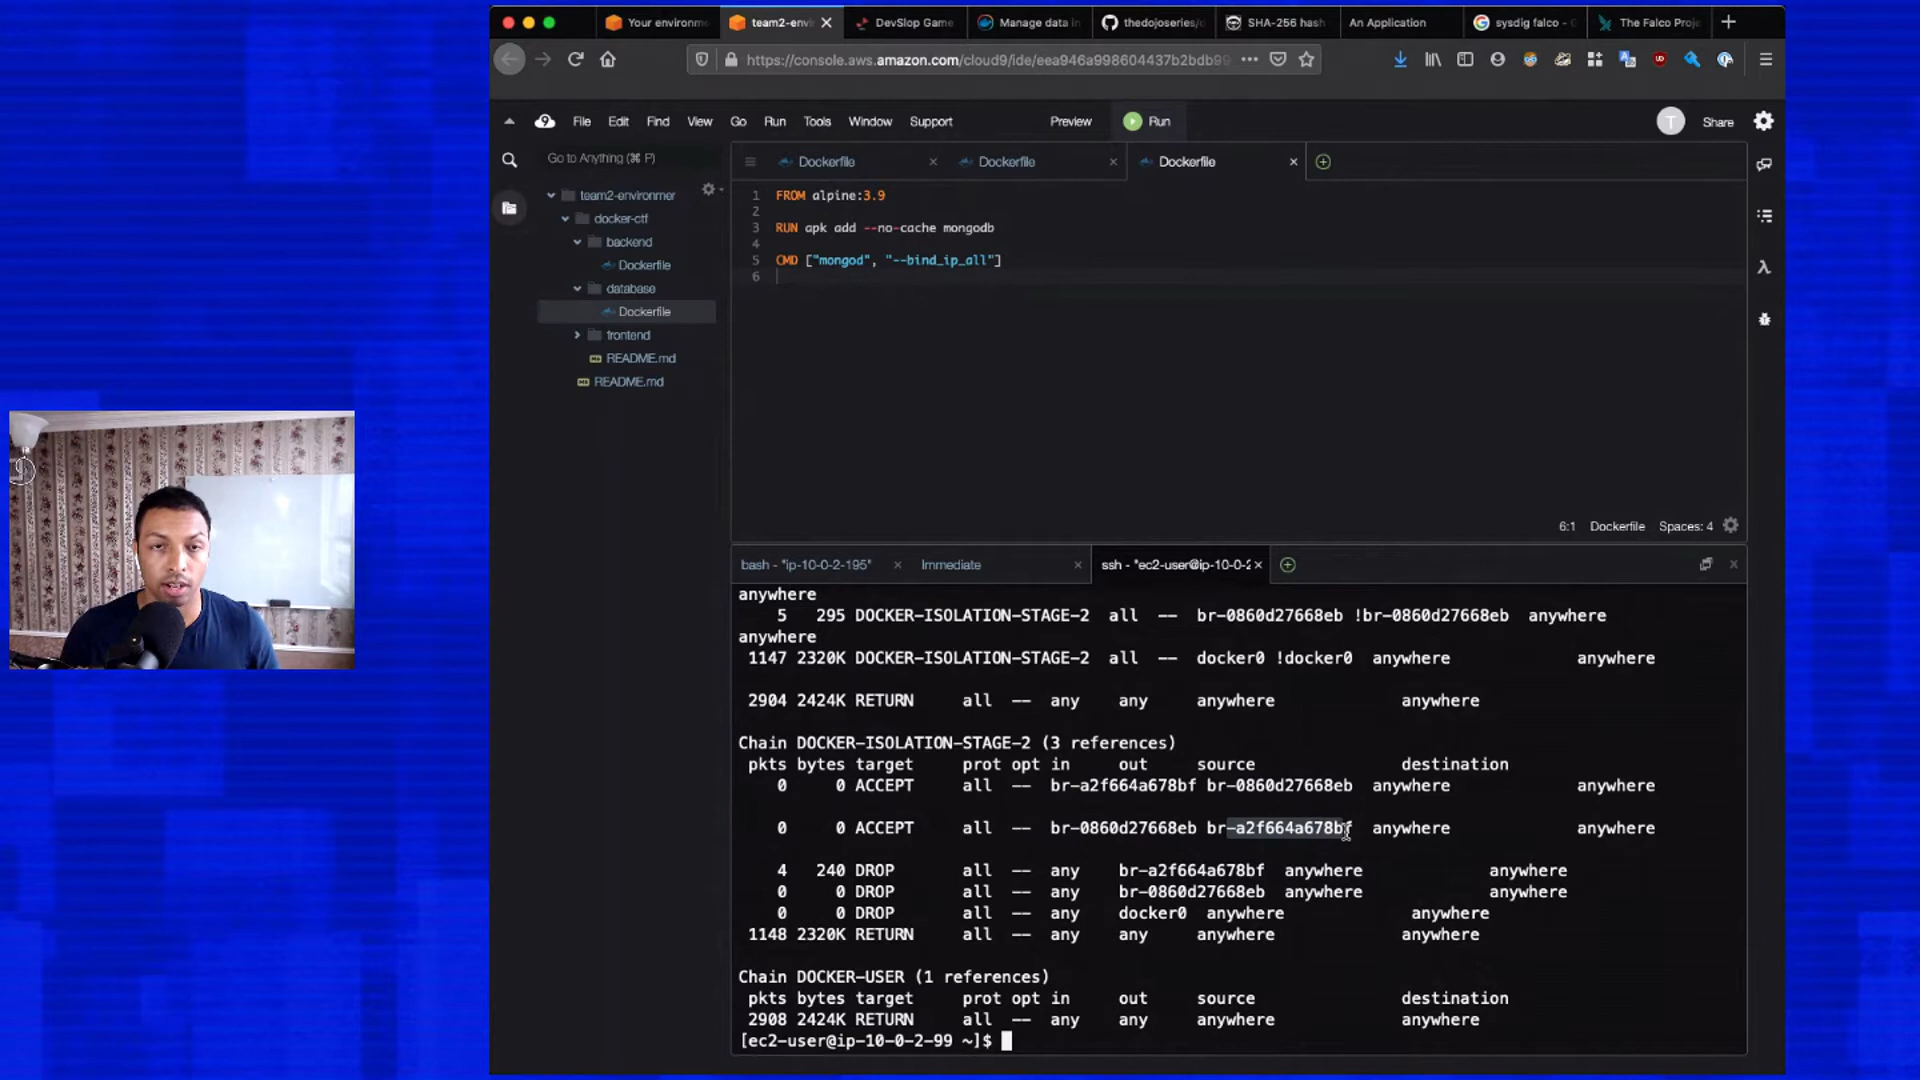 Your environme
team2-envi
DevSlop Game
Manage data in
thedojoseries/
SHA-256 hash
An Application
sysdig falco - G
The Falco Proje
https://console.aws.amazon.com/cloud9/ide/eea946a998604437b2bdb99
File Edit Find View Go Run Tools Window Support Preview Run T Share
Go to Anything (⌘ P)
team2-environmer
docker-ctf
backend
Dockerfile
database
Dockerfile
frontend
README.md
README.md
Dockerfile Dockerfile Dockerfile
1 FROM alpine:3.9
2
3 RUN apk add --no-cache mongodb
4
5 CMD ["mongod", "--bind_ip_all"]
6
6:1 Dockerfile Spaces: 4
bash - "ip-10-0-2-195" Immediate ssh - "ec2-user@ip-10-0-2
anywhere
5 295 DOCKER-ISOLATION-STAGE-2 all -- br-0860d27668eb !br-0860d27668eb anywhere
anywhere
1147 2320K DOCKER-ISOLATION-STAGE-2 all -- docker0 !docker0 anywhere anywhere
2904 2424K RETURN all -- any any anywhere anywhere
Chain DOCKER-ISOLATION-STAGE-2 (3 references)
pkts bytes target prot opt in out source destination
0 0 ACCEPT all -- br-a2f664a678bf br-0860d27668eb anywhere anywhere
0 0 ACCEPT all -- br-0860d27668eb br-a2f664a678bf anywhere anywhere
4 240 DROP all -- any br-a2f664a678bf anywhere anywhere
0 0 DROP all -- any br-0860d27668eb anywhere anywhere
0 0 DROP all -- any docker0 anywhere anywhere
1148 2320K RETURN all -- any any anywhere anywhere
Chain DOCKER-USER (1 references)
pkts bytes target prot opt in out source destination
2908 2424K RETURN all -- any any anywhere anywhere
[ec2-user@ip-10-0-2-99 ~]$